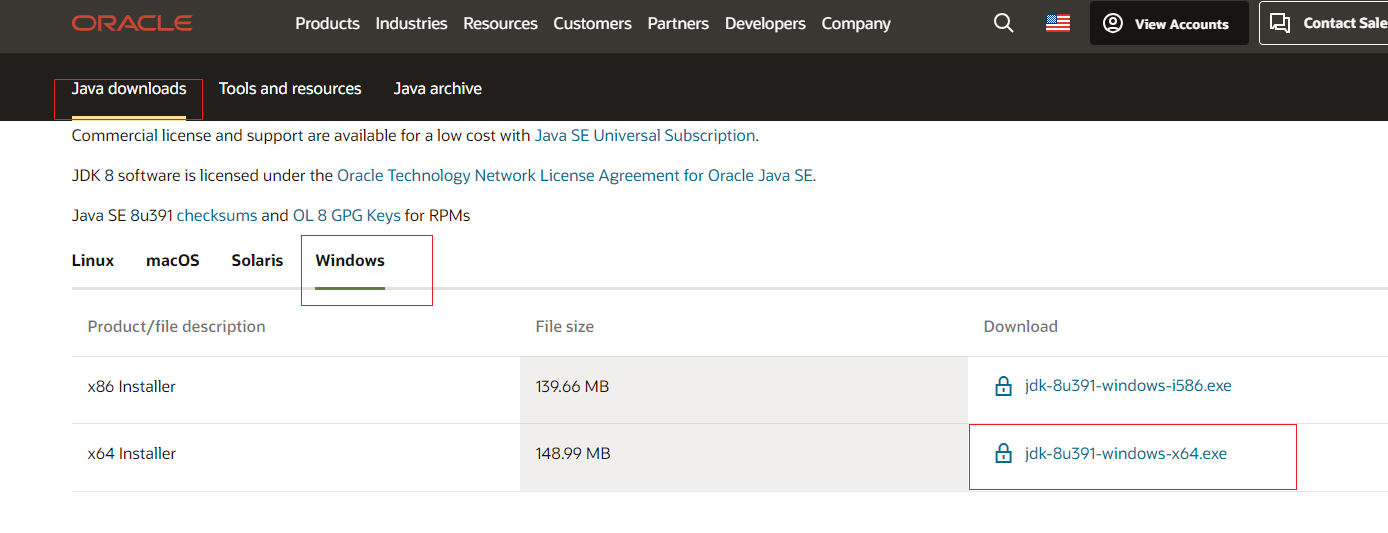 ORACLE Products Industries Resources Customers Partners Developers Company View Accounts Contact Sale
Java downloads Tools and resources Java archive
Commercial license and support are available for a low cost with Java SE Universal Subscription.
JDK 8 software is licensed under the Oracle Technology Network License Agreement for Oracle Java SE.
Java SE 8u391 checksums and OL 8 GPG Keys for RPMs
Linux macOS Solaris Windows
Product/file description File size Download
x86 Installer 139.66 MB jdk-8u391-windows-i586.exe
x64 Installer 148.99 MB jdk-8u391-windows-x64.exe